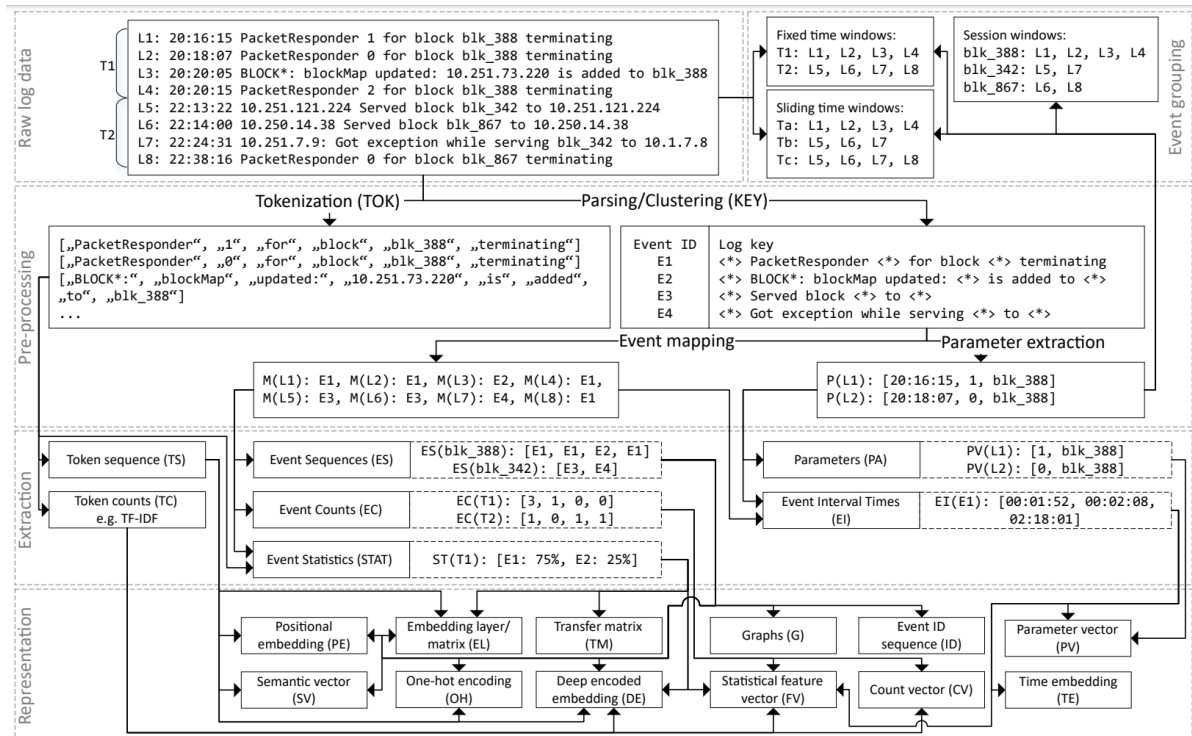 Raw log data
T1
T2
L1: 20:16:15 PacketResponder 1 for block blk_388 terminating
L2: 20:18:07 PacketResponder 0 for block blk_388 terminating
L3: 20:20:05 BLOCK*: blockMap updated: 10.251.73.220 is added to blk_388
L4: 20:20:15 PacketResponder 2 for block blk_388 terminating
L5: 22:13:22 10.251.121.224 Served block blk_342 to 10.251.121.224
L6: 22:14:00 10.250.14.38 Served block blk_867 to 10.250.14.38
L7: 22:24:31 10.251.7.9: Got exception while serving blk_342 to 10.1.7.8
L8: 22:38:16 PacketResponder 0 for block blk_867 terminating
Fixed time windows:
T1: L1, L2, L3, L4
T2: L5, L6, L7, L8
Sliding time windows:
Ta: L1, L2, L3, L4
Tb: L5, L6, L7
Tc: L5, L6, L7, L8
Session windows:
blk_388: L1, L2, L3, L4
blk_342: L5, L7
blk_867: L6, L8
Event grouping
Pre-processing
Tokenization (TOK)
Parsing/Clustering (KEY)
[„PacketResponder“, „1“, „for“, „block“, „blk_388“, „terminating“]
[„PacketResponder“, „0“, „for“, „block“, „blk_388“, „terminating“]
[„BLOCK*:“, „blockMap“, „updated:“, „10.251.73.220“, „is“, „added“,
„to“, „blk_388“]
...
Event ID Log key
E1 <*> PacketResponder <*> for block <*> terminating
E2 <*> BLOCK*: blockMap updated: <*> is added to <*>
E3 <*> Served block <*> to <*>
E4 <*> Got exception while serving <*> to <*>
Event mapping
Parameter extraction
M(L1): E1, M(L2): E1, M(L3): E2, M(L4): E1,
M(L5): E3, M(L6): E3, M(L7): E4, M(L8): E1
P(L1): [20:16:15, 1, blk_388]
P(L2): [20:18:07, 0, blk_388]
Extraction
Token sequence (TS)
Token counts (TC)
e.g. TF-IDF
Event Sequences (ES)
ES(blk_388): [E1, E1, E2, E1]
ES(blk_342): [E3, E4]
Event Counts (EC)
EC(T1): [3, 1, 0, 0]
EC(T2): [1, 0, 1, 1]
Event Statistics (STAT)
ST(T1): [E1: 75%, E2: 25%]
Parameters (PA)
PV(L1): [1, blk_388]
PV(L2): [0, blk_388]
Event Interval Times
(EI)
EI(E1): [00:01:52, 00:02:08,
02:18:01]
Representation
Positional
embedding (PE)
Embedding layer/
matrix (EL)
Transfer matrix
(TM)
Graphs (G)
Event ID
sequence (ID)
Parameter vector
(PV)
Semantic vector
(SV)
One-hot encoding
(OH)
Deep encoded
embedding (DE)
Statistical feature
vector (FV)
Count vector (CV)
Time embedding
(TE)